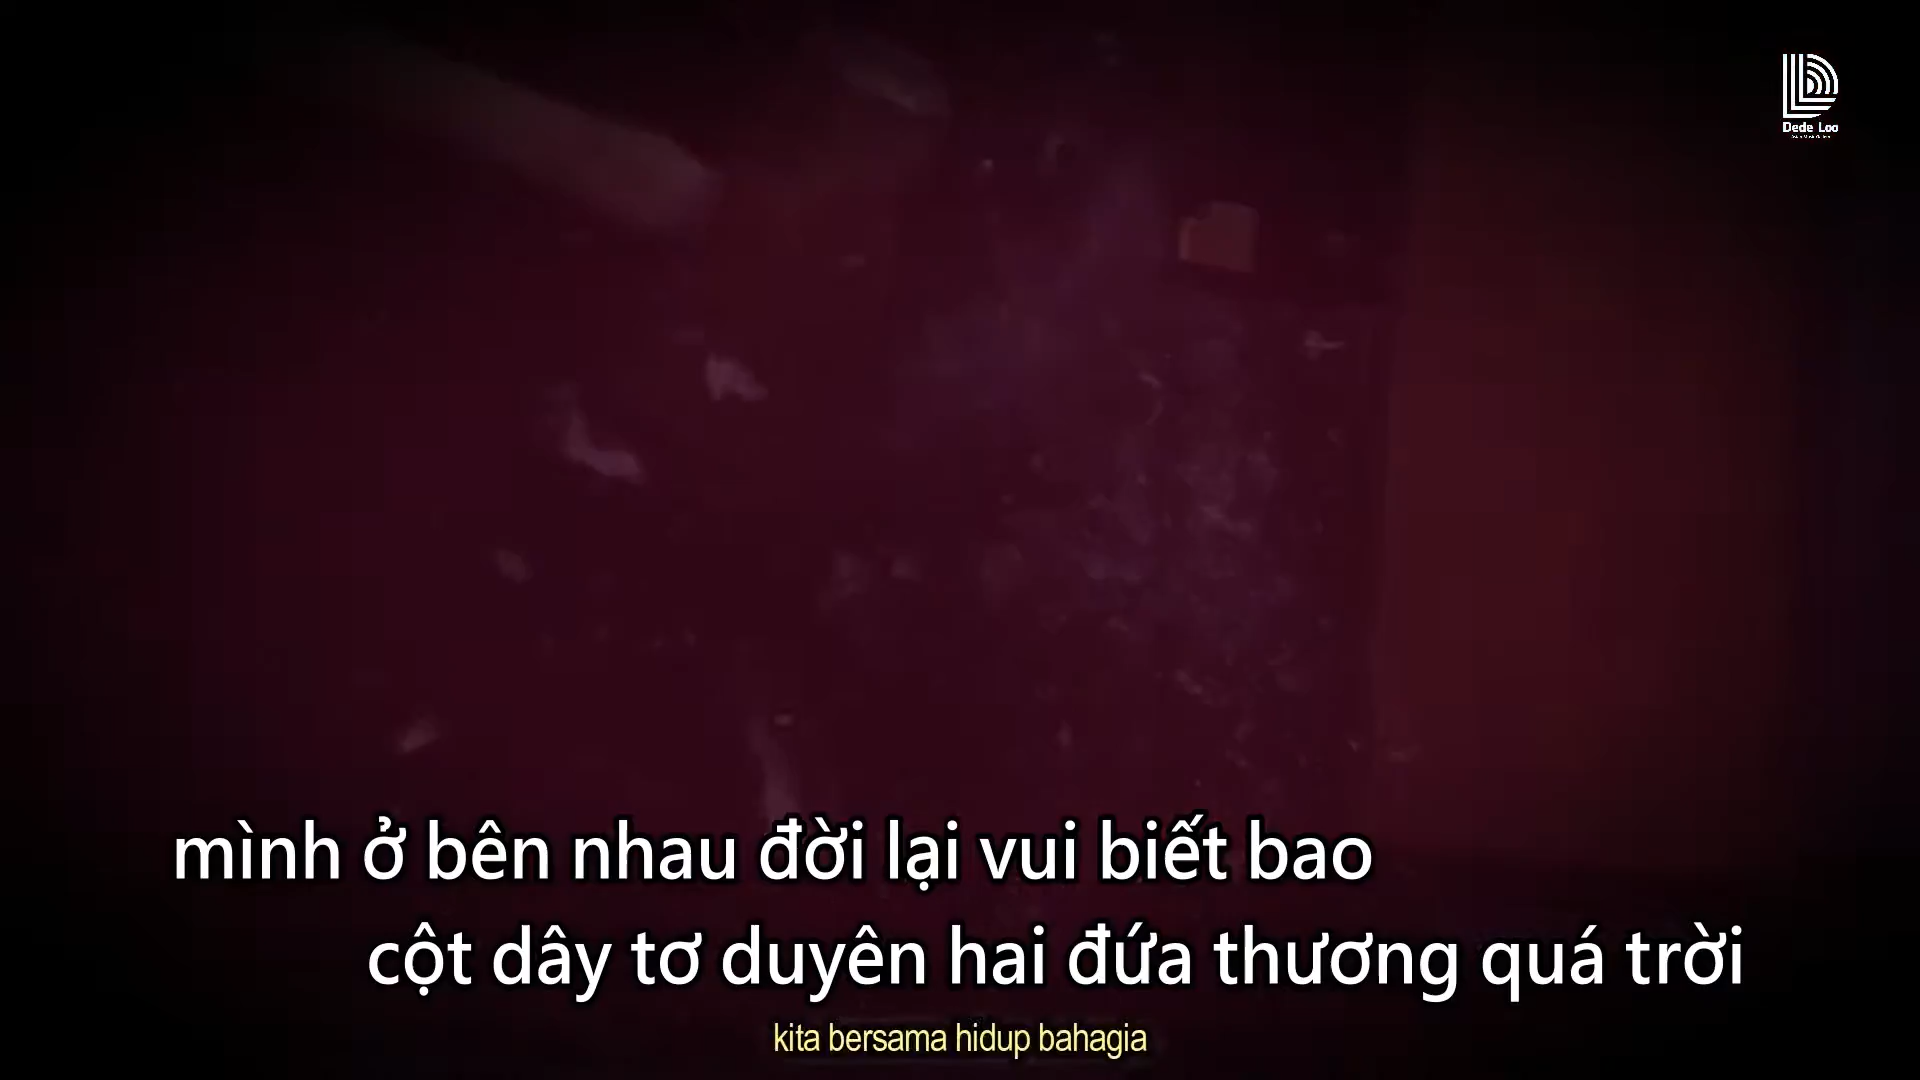 Dede Loo
mình ở bên nhau đời lại vui biết bao
cột dây tơ duyên hai đứa thương quá trời
kita bersama hidup bahagia